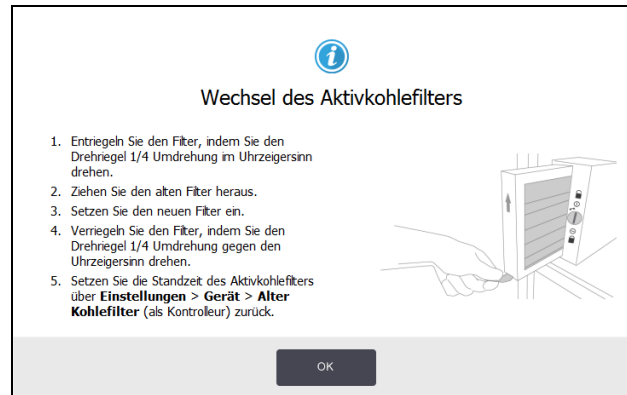 Wechsel des Aktivkohlefilters
1. Entriegeln Sie den Filter, indem Sie den
Drehriegel 1/4 Umdrehung im Uhrzeigersinn
drehen.
2. Ziehen Sie den alten Filter heraus.
3. Setzen Sie den neuen Filter ein.
4. Verriegeln Sie den Filter, indem Sie den
Drehriegel 1/4 Umdrehung gegen den
Uhrzeigersinn drehen.
5. Setzen Sie die Standzeit des Aktivkohlefilters
über Einstellungen > Gerät > Alter
Kohlefilter (als Kontrolleur) zurück.
OK